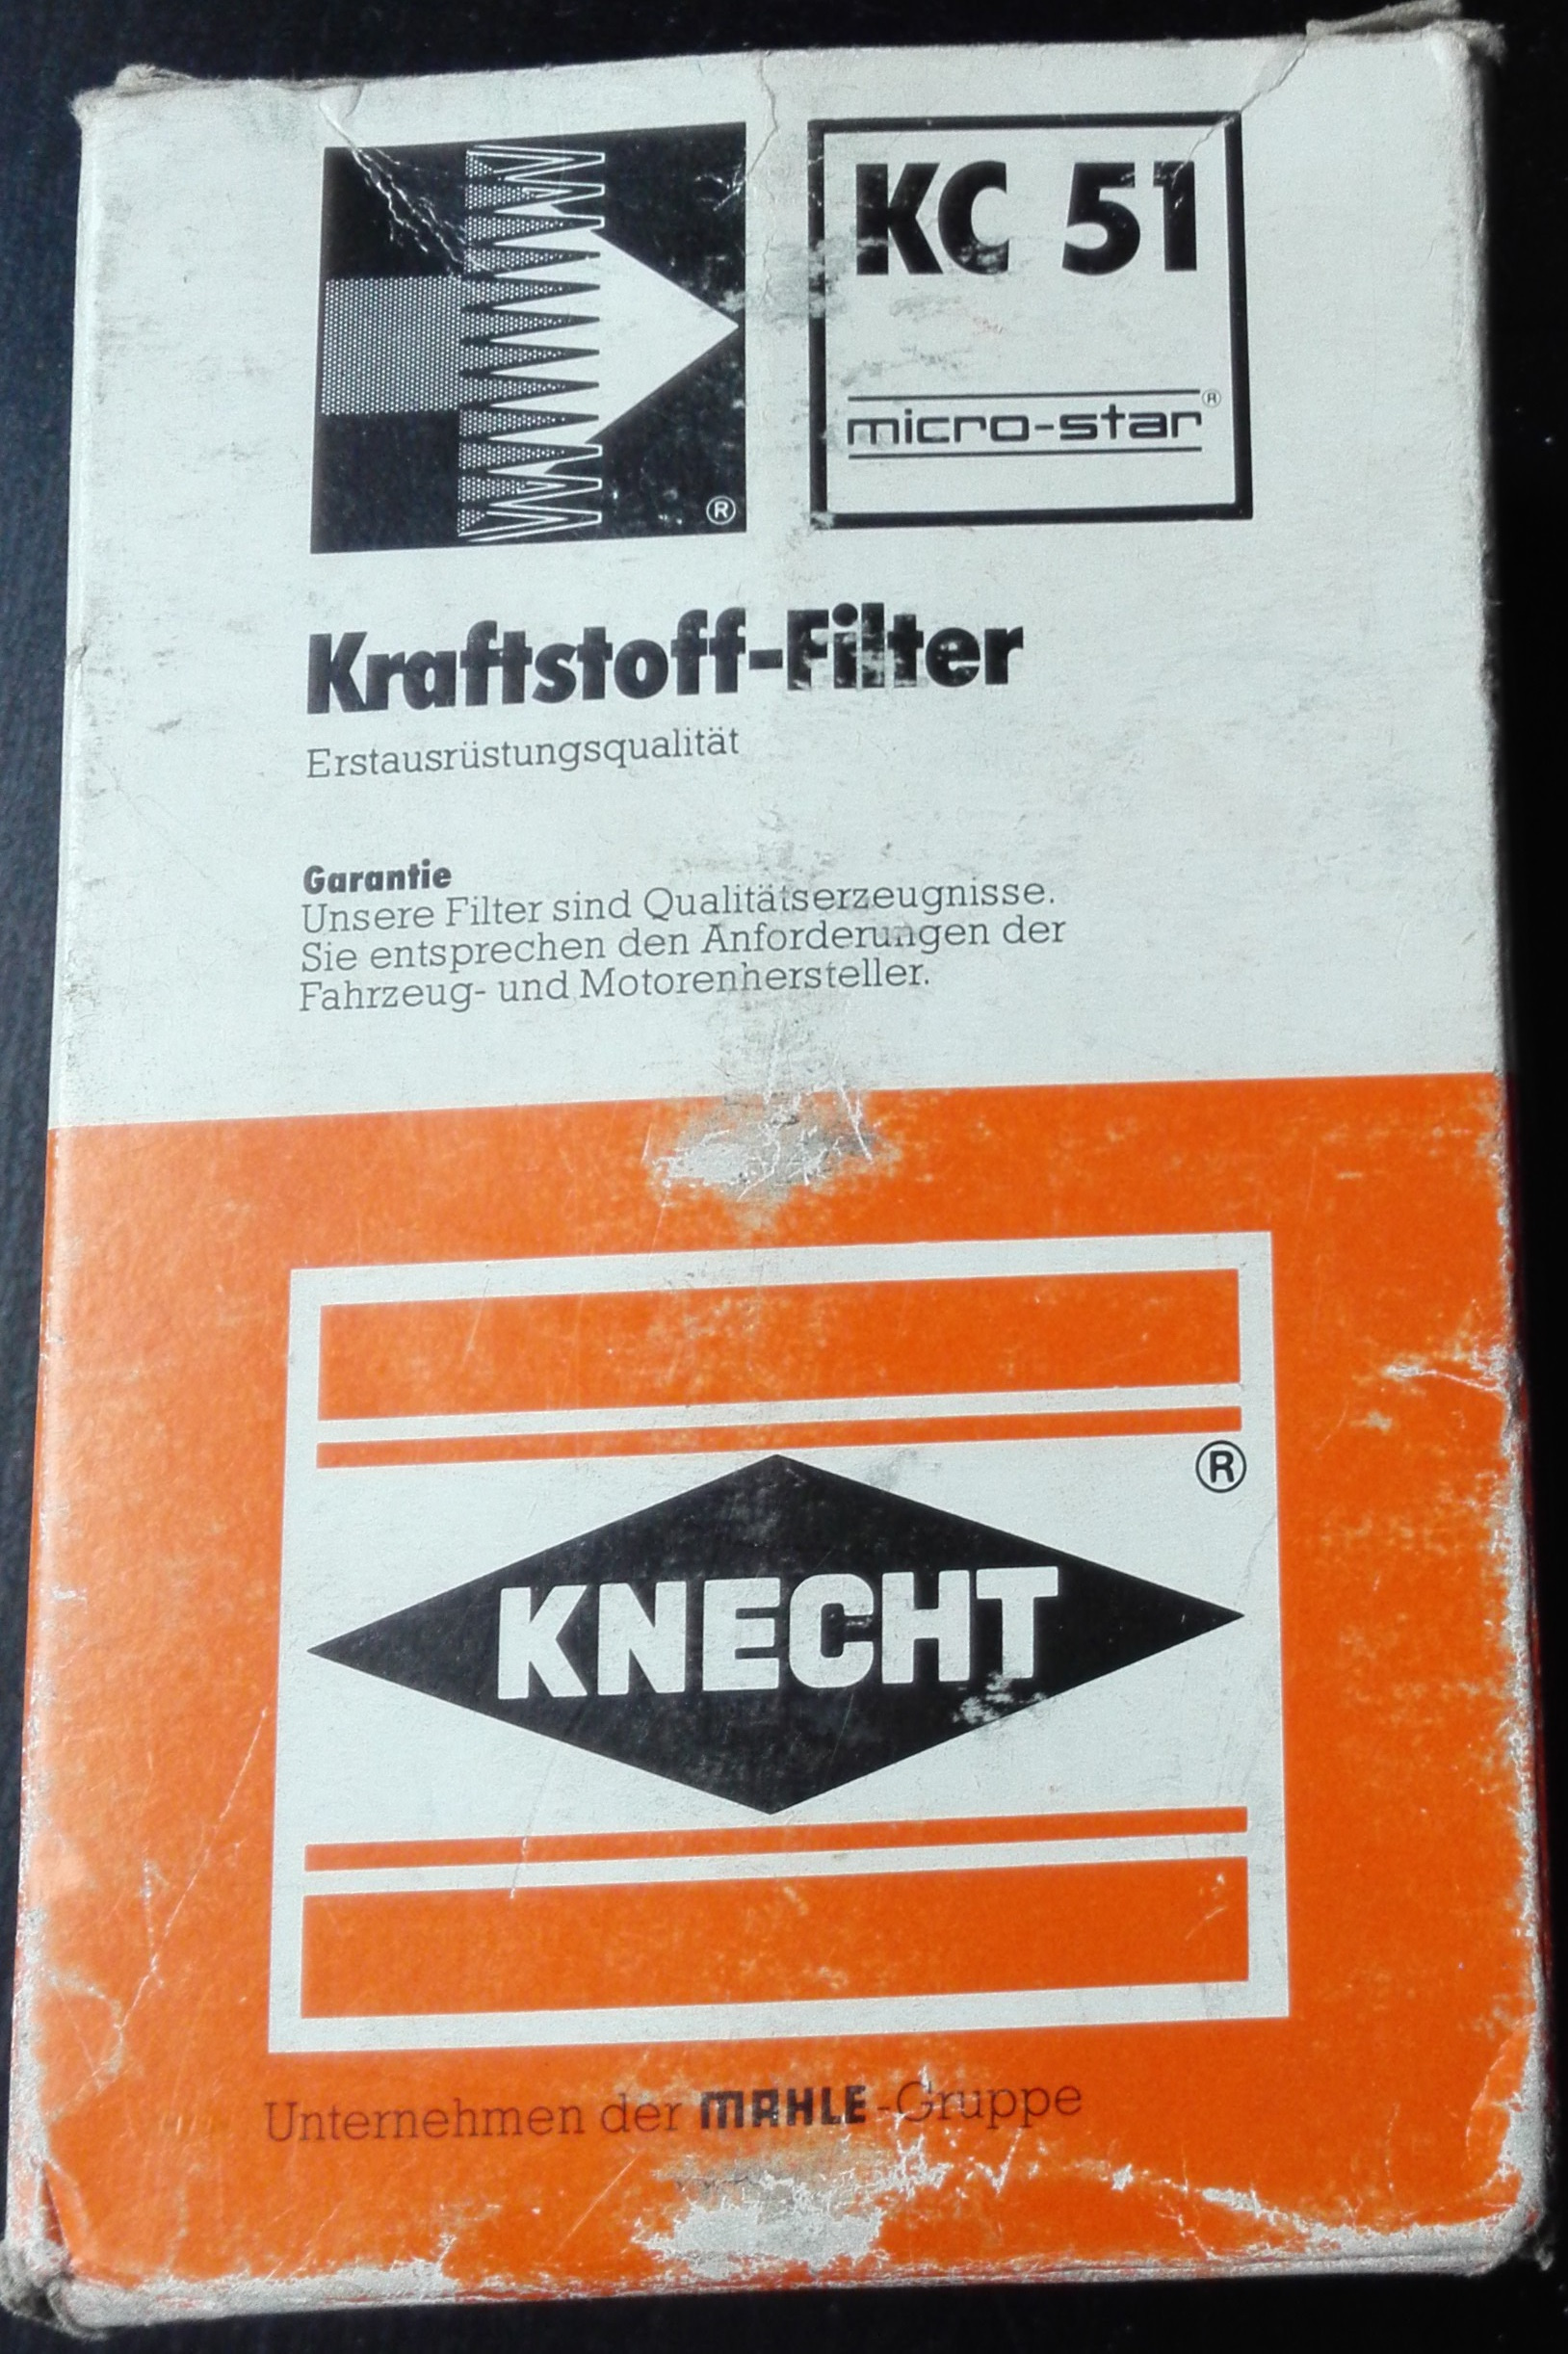 ®
KC 51
micro-star®
Kraftstoff-Filter
Erstausrüstungsqualität
Garantie
Unsere Filter sind Qualitätserzeugnisse.
Sie entsprechen den Anforderungen der
Fahrzeug- und Motorenhersteller.
®
KNECHT
Unternehmen der MAHLE-Gruppe